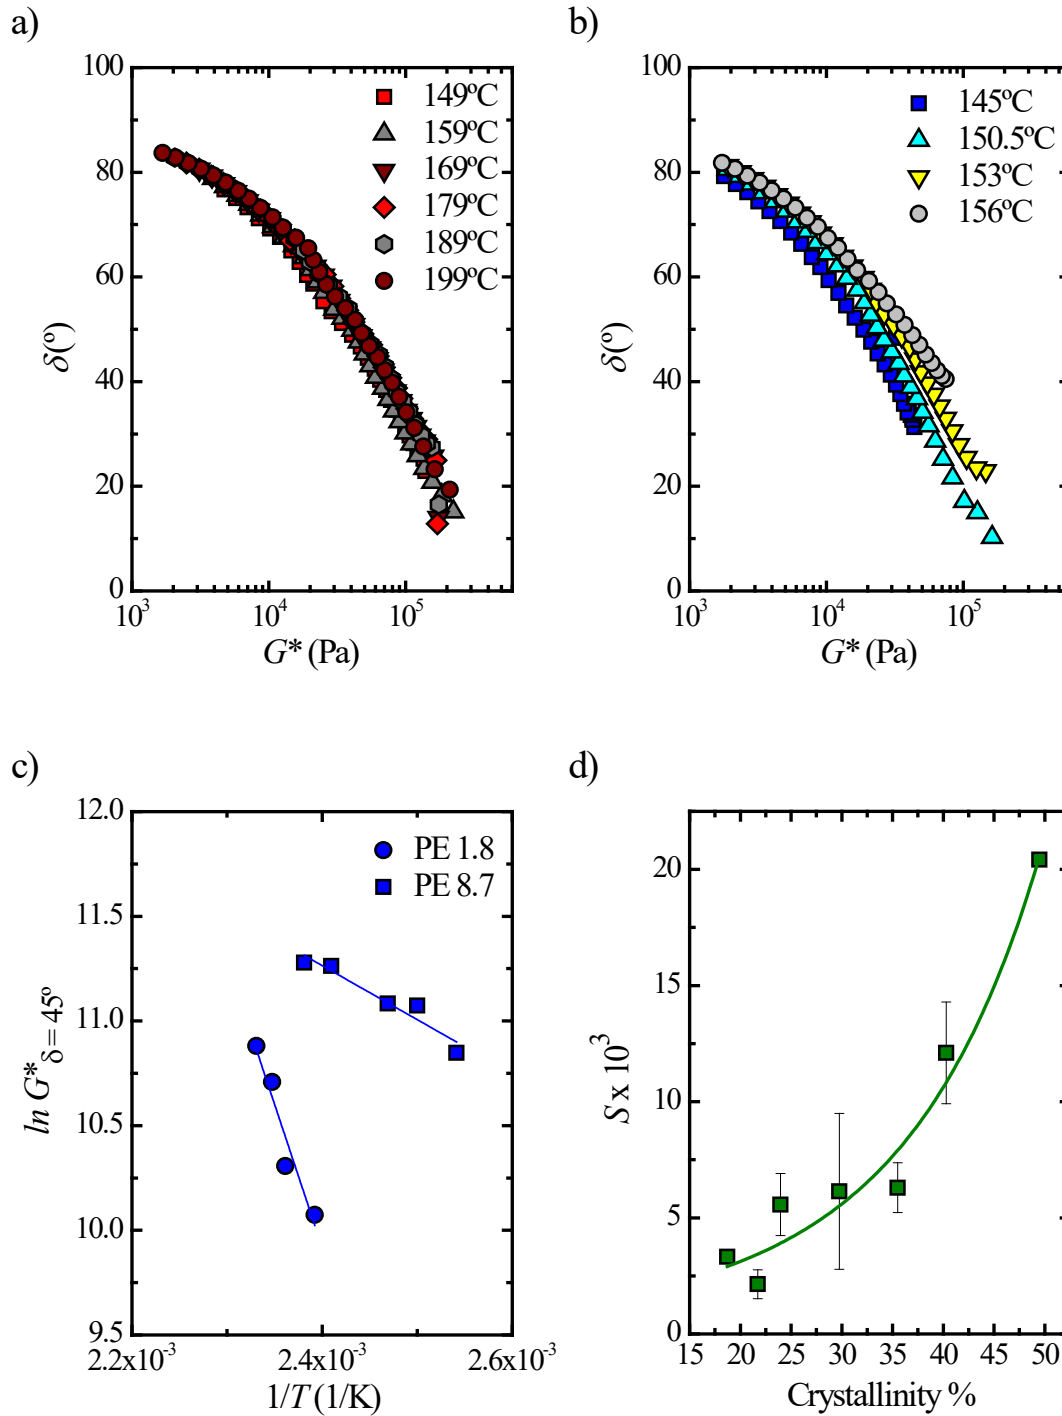 a)
100
80
60
40
20
0
δ(º)
149ºC
159ºC
169ºC
179ºC
189ºC
199ºC
10³ 10⁴ 10⁵
G* (Pa)
b)
100
80
60
40
20
0
δ(º)
145ºC
150.5ºC
153ºC
156ºC
10³ 10⁴ 10⁵
G* (Pa)
c)
12.0
11.5
11.0
10.5
10.0
9.5
ln G*δ = 45º
PE 1.8
PE 8.7
2.2x10⁻³ 2.4x10⁻³ 2.6x10⁻³
1/T (1/K)
d)
20
15
10
5
0
S x 10³
15 20 25 30 35 40 45 50
Crystallinity %